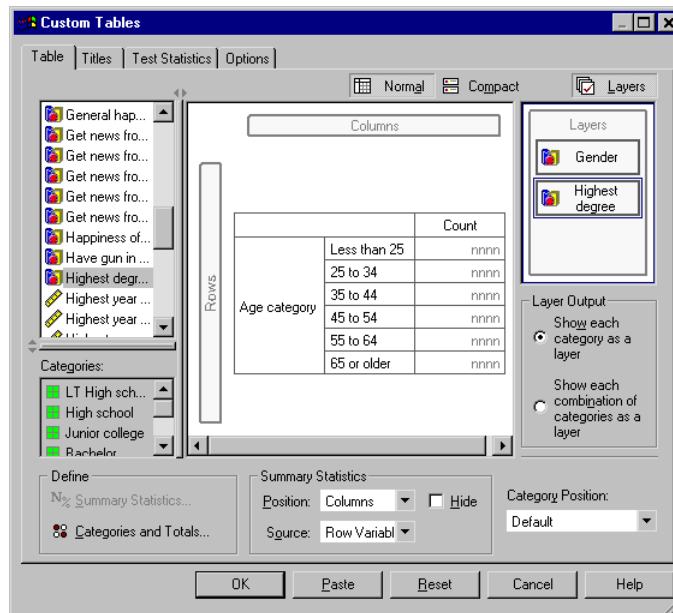 Custom Tables
Table
Titles
Test Statistics
Options
Normal
Compact
Layers
General hap...
Get news fro...
Get news fro...
Get news fro...
Get news fro...
Get news fro...
Happiness of...
Have gun in ...
Highest degr...
Highest year ...
Highest year ...
Categories:
LT High sch...
High school
Junior college
Bachelor
Columns
Rows
Count
Age category
Less than 25 nnnn
25 to 34 nnnn
35 to 44 nnnn
45 to 54 nnnn
55 to 64 nnnn
65 or older nnnn
Layers
Gender
Highest
degree
Layer Output
Show each
category as a
layer
Show each
combination of
categories as a
layer
Define
N% Summary Statistics...
Categories and Totals...
Summary Statistics
Position: Columns
Hide
Source: Row Variabl
Category Position:
Default
OK
Paste
Reset
Cancel
Help